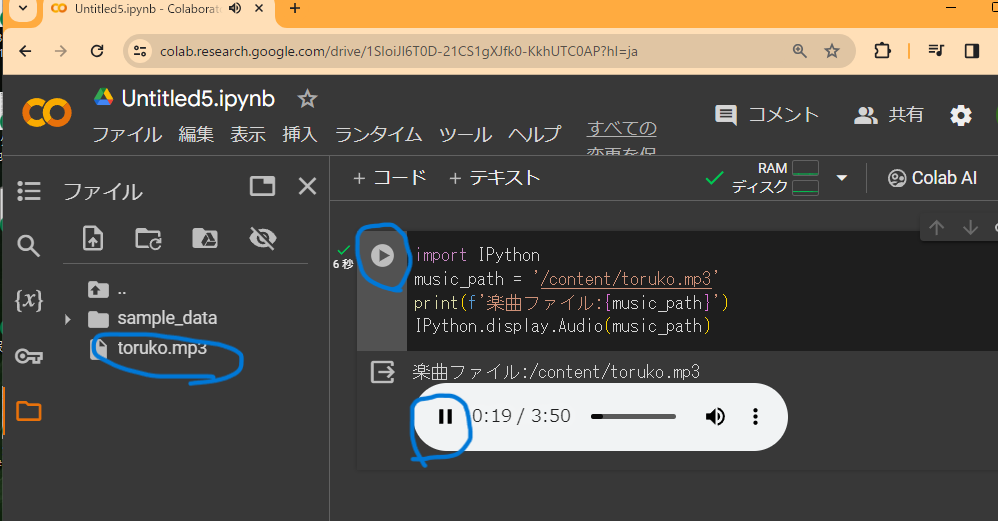 Untitled5.ipynb - Colaborat
colab.research.google.com/drive/1SloiJl6T0D-21CS1gXJfk0-KkhUTC0AP?hl=ja
Untitled5.ipynb
ファイル 編集 表示 挿入 ランタイム ツール ヘルプ すべての
変更を保
コメント 共有
ファイル
+ コード + テキスト
RAM
ディスク
Colab AI
..
sample_data
toruko.mp3
6 秒
import IPython
music_path = '/content/toruko.mp3'
print(f'楽曲ファイル:{music_path}')
IPython.display.Audio(music_path)
楽曲ファイル:/content/toruko.mp3
0:19 / 3:50
{x}